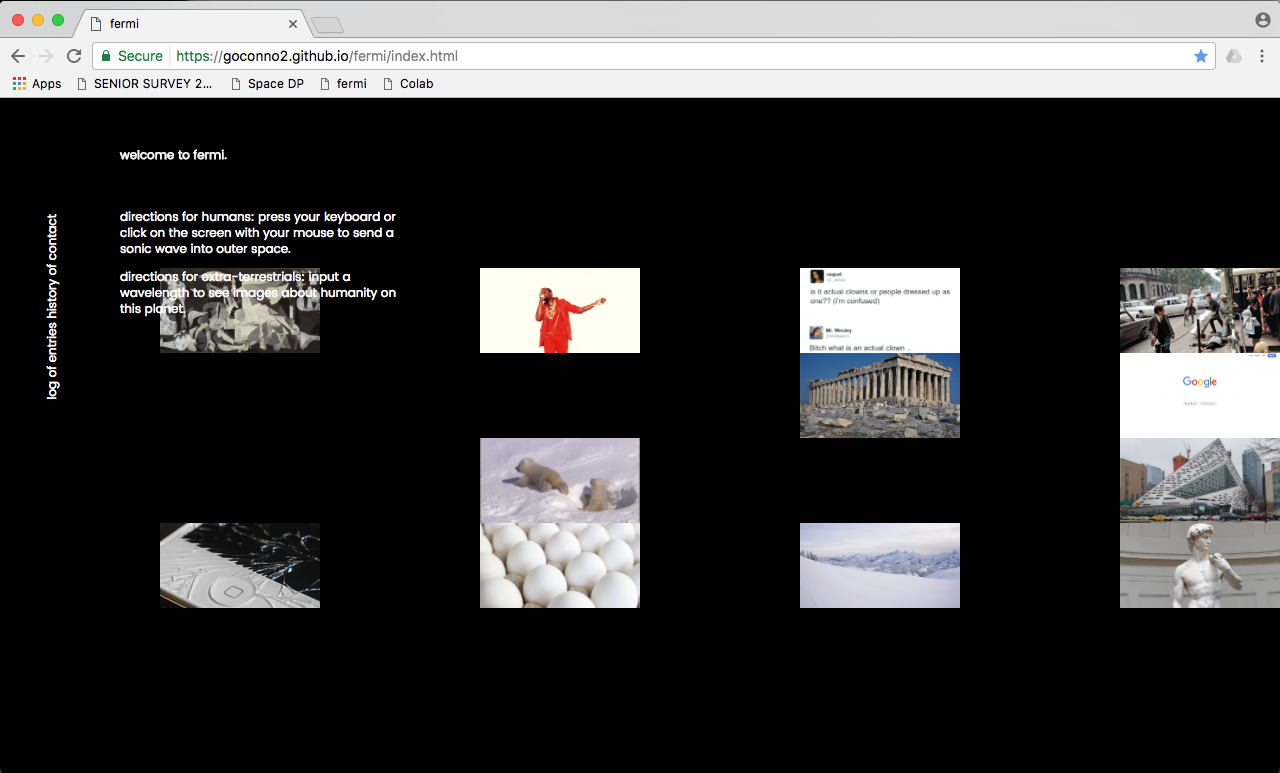 fermi
Secure
https://goconno2.github.io/fermi/index.html
Apps
SENIOR SURVEY 2...
Space DP
fermi
Colab
welcome to fermi.
log of entries history of contact
directions for humans: press your keyboard or
click on the screen with your mouse to send a
sonic wave into outer space.
directions for extra-terrestrials: input a
wavelength to see images about humanity on
this planet.
raquel
is it actual clowns or people dressed up as
one?? (i'm confused)
Mr. Wesley
Bitch what is an actual clown ..
Google